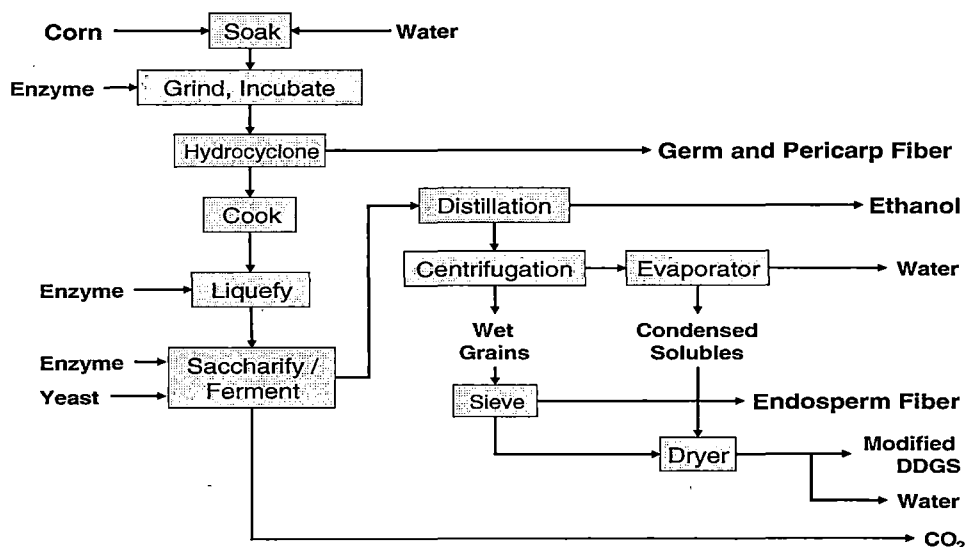 Corn
Soak
Water
Enzyme
Grind, Incubate
Hydrocyclone
Germ and Pericarp Fiber
Cook
Distillation
Ethanol
Centrifugation
Evaporator
Water
Enzyme
Liquefy
Wet
Grains
Condensed
Solubles
Enzyme
Yeast
Saccharify /
Ferment
Sieve
Endosperm Fiber
Dryer
Modified
DDGS
Water
CO₂